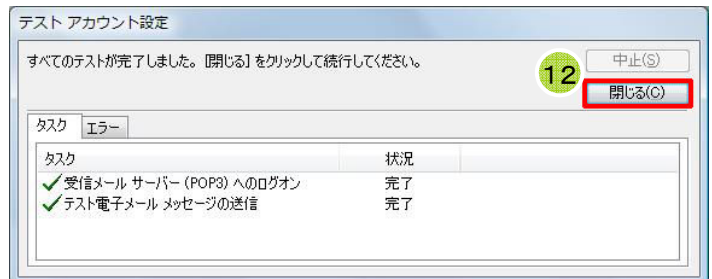 テスト アカウント設定
すべてのテストが完了しました。[閉じる] をクリックして続行してください。
12
中止(S)
閉じる(C)
タスク エラー
タスク 状況
受信メール サーバー (POP3) へのログオン 完了
テスト電子メール メッセージの送信 完了